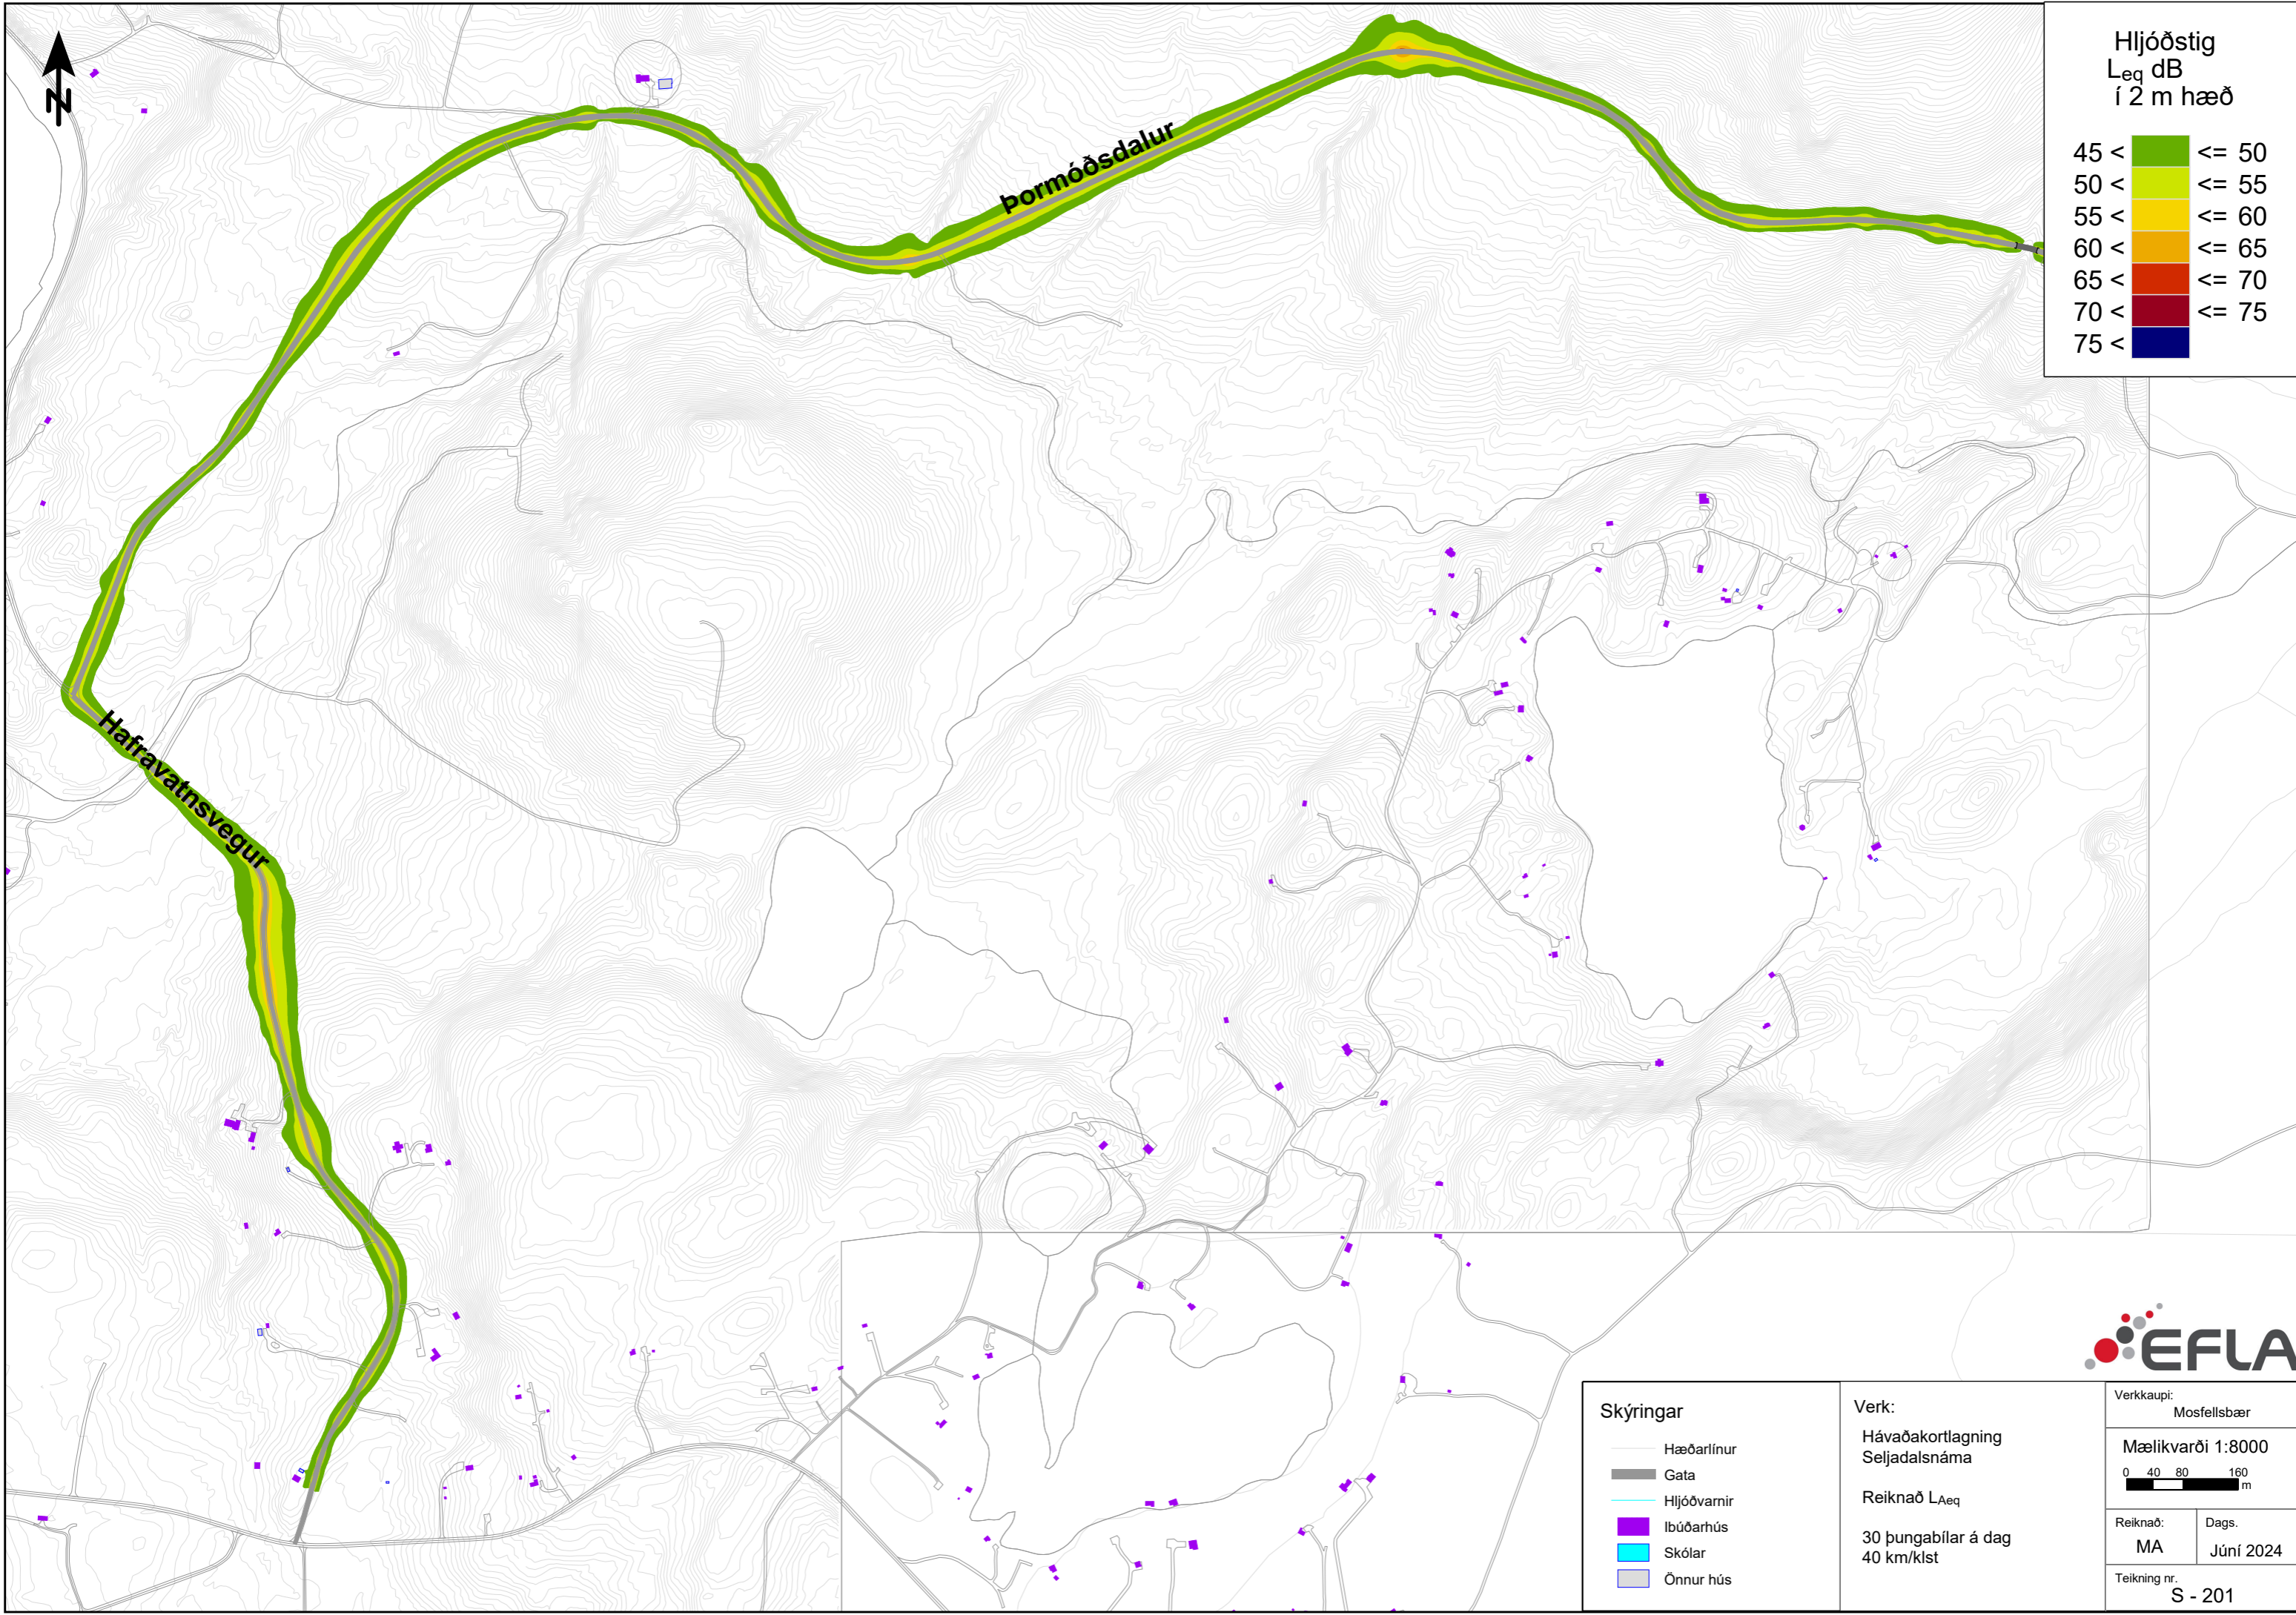 N
Hljóðstig
Leq dB
í 2 m hæð
45 < <= 50
50 < <= 55
55 < <= 60
60 < <= 65
65 < <= 70
70 < <= 75
75 <
Þormóðsdalur
Hafravatnsvegur
EFLA
Skýringar
Hæðarlínur
Gata
Hljóðvarnir
Ibúðarhús
Skólar
Önnur hús
Verk:
Hávaðakortlagning
Seljadalsnáma
Reiknað LAeq
30 þungabílar á dag
40 km/klst
Verkkaupi:
Mosfellsbær
Mælikvarði 1:8000
0 40 80 160
m
Reiknað:
MA
Dags.
Júní 2024
Teikning nr.
S - 201